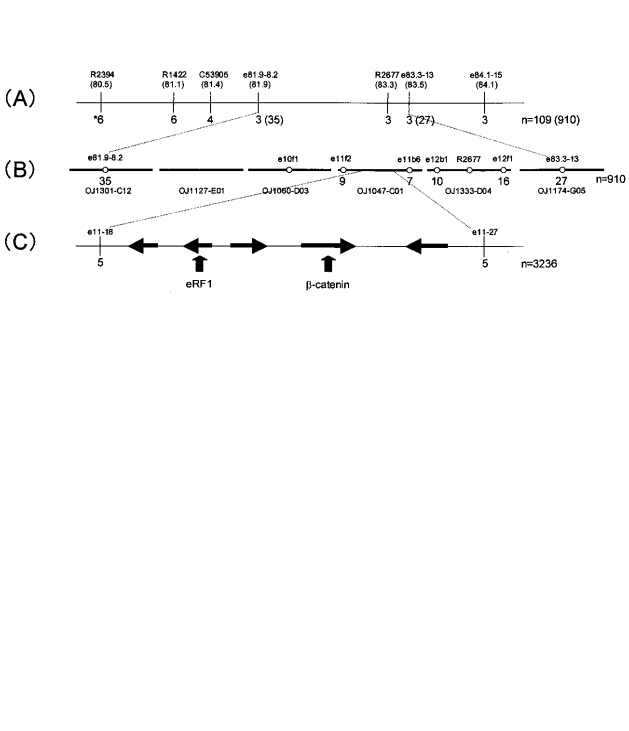 R2394 R1422 C53905 e81.9-8.2 R2677 e83.3-13 e84.1-15
(80.5) (81.1) (81.4) (81.9) (83.3) (83.5) (84.1)
(A)
*6 6 4 3 (35) 3 3 (27) 3 n=109 (910)
e81.9-8.2 e10f1 e11f2 e11b6 e12b1 R2677 e12f1 e83.3-13
(B)
35 9 7 10 16 27 n=910
OJ1301-C12 OJ1127-E01 OJ1060-D03 OJ1047-C01 OJ1333-D04 OJ1174-G05
e11-18 e11-27
(C)
5 5 n=3236
eRF1 β-catenin